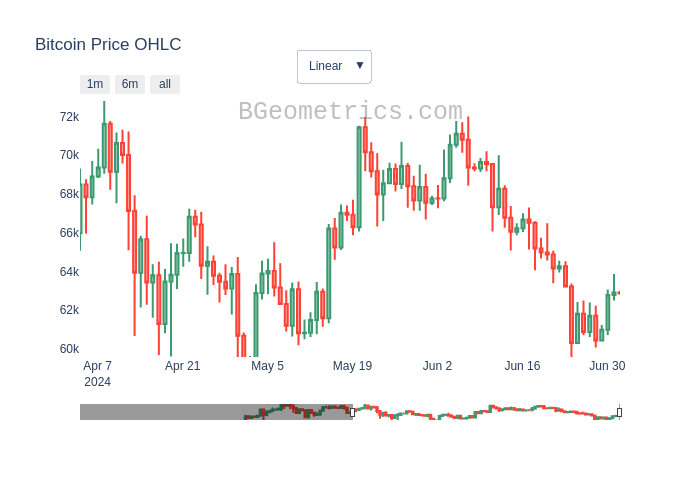 Bitcoin Price OHLC
Linear ▼
1m 6m all
BGeometrics.com
72k
70k
68k
66k
64k
62k
60k
Apr 7 Apr 21 May 5 May 19 Jun 2 Jun 16 Jun 30
2024